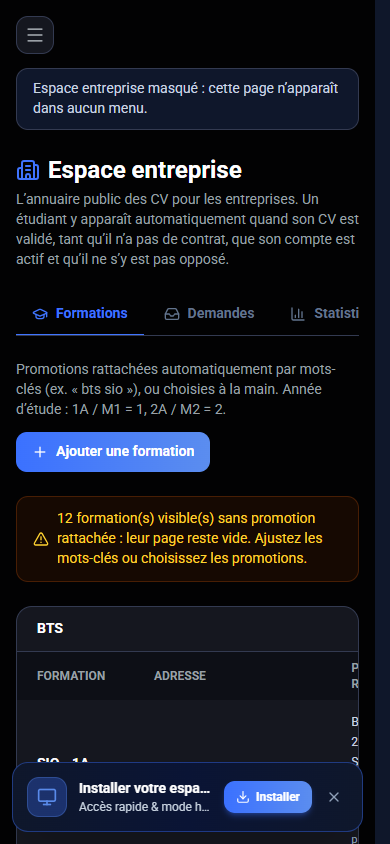 Espace entreprise masqué : cette page n’apparaît
dans aucun menu.
Espace entreprise
L’annuaire public des CV pour les entreprises. Un
étudiant y apparaît automatiquement quand son CV est
validé, tant qu’il n’a pas de contrat, que son compte est
actif et qu’il ne s’y est pas opposé.
Formations
Demandes
Statisti
Promotions rattachées automatiquement par mots-
clés (ex. « bts sio »), ou choisies à la main. Année
d’étude : 1A / M1 = 1, 2A / M2 = 2.
Ajouter une formation
12 formation(s) visible(s) sans promotion
rattachée : leur page reste vide. Ajustez les
mots-clés ou choisissez les promotions.
BTS
FORMATION ADRESSE
Installer votre espa...
Accès rapide & mode h...
Installer